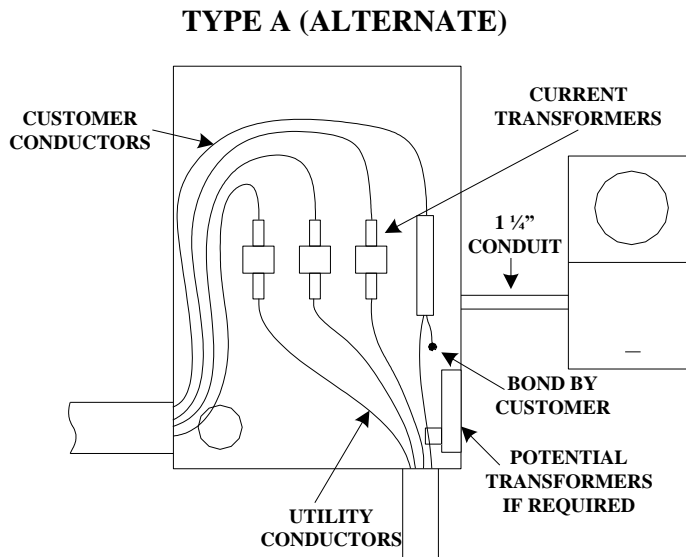 TYPE A (ALTERNATE)
CUSTOMER
CONDUCTORS
CURRENT
TRANSFORMERS
1 ¼”
CONDUIT
BOND BY
CUSTOMER
POTENTIAL
TRANSFORMERS
IF REQUIRED
UTILITY
CONDUCTORS